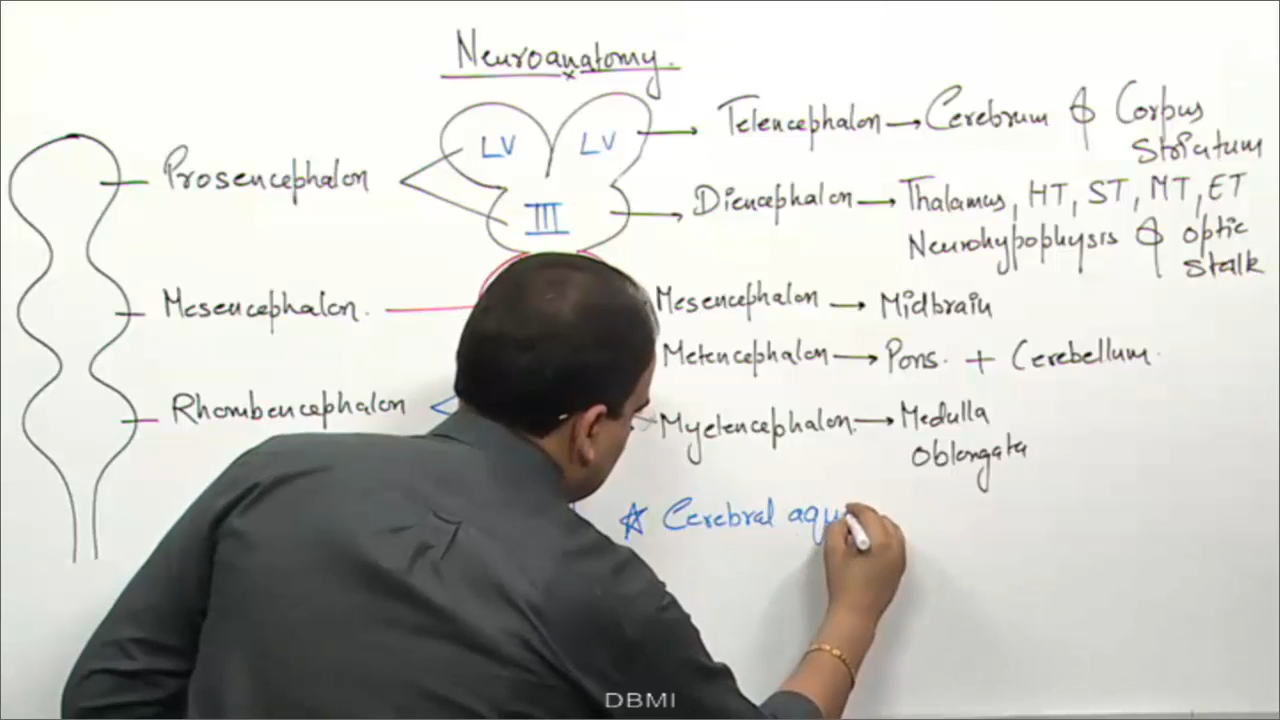 Neuroanatomy.
LV LV
Telencephalon → Cerebrum & Corpus
Striatum
Prosencephalon
III
Diencephalon → Thalamus, HT, ST, MT, ET
Neurohypophysis & Optic
Stalk
Mesencephalon.
Mesencephalon → Midbrain
Metencephalon → Pons. + Cerebellum.
Rhombencephalon
Myelencephalon. → Medulla
Oblongata
☆ Cerebral aqu
DBMI